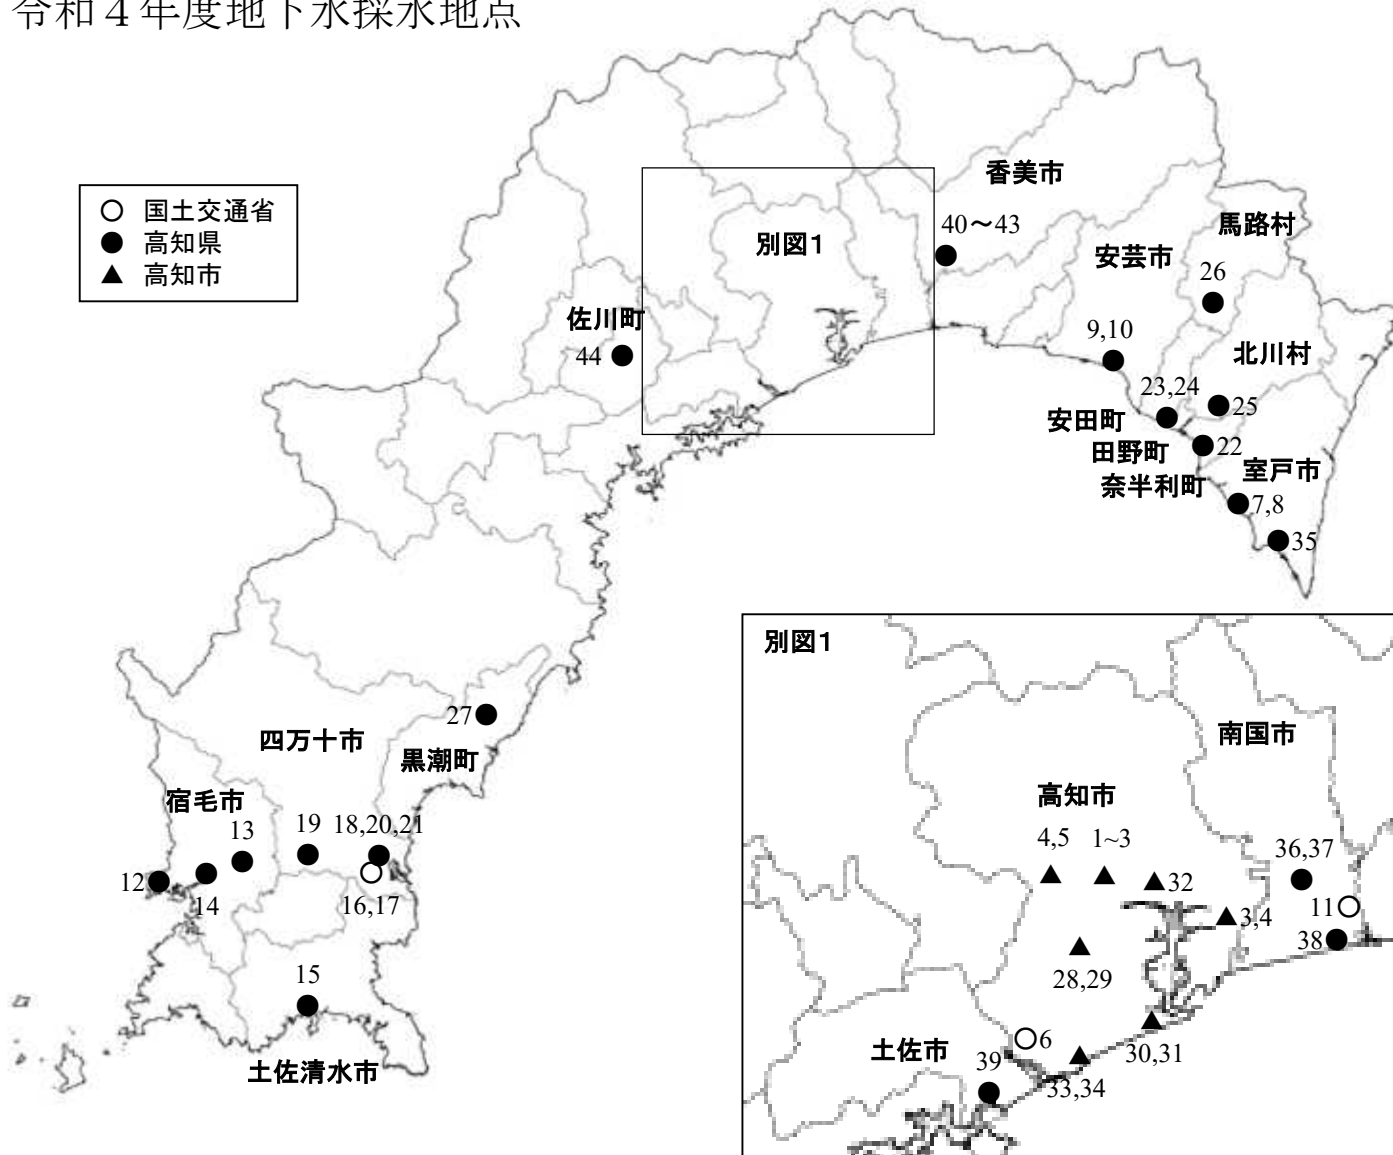 令和４年度地下水採水地点
国土交通省
高知県
高知市
香美市
40～43
馬路村
別図1
安芸市
26
佐川町
44
9,10
北川村
23,24
25
安田町
田野町
22
奈半利町
室戸市
7,8
35
27
四万十市
黒潮町
宿毛市
13
19
18,20,21
12
14
16,17
15
土佐清水市
別図1
南国市
高知市
4,5
1~3
36,37
32
11
3,4
38
28,29
6
土佐市
39
30,31
33,34